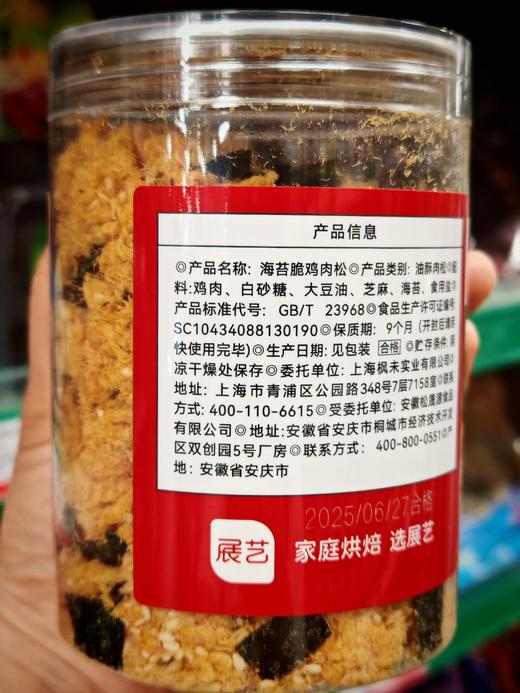 产品信息
◎产品名称: 海苔脆鸡肉松◎产品类别: 油酥肉松◎配
料:鸡肉、白砂糖、大豆油、芝麻、海苔、食用盐◎
产品标准代号: GB/T 23968◎食品生产许可证编号:
SC10434088130190◎保质期: 9个月(开封后请尽
快使用完毕)◎生产日期: 见包装 合格◎贮存条件: 阴
凉干燥处保存◎委托单位: 上海枫未实业有限公司◎
地址: 上海市青浦区公园路348号7层7158室◎联系
方式: 400-110-6615◎受委托单位: 安徽松晟源食品
有限公司◎地址:安徽省安庆市桐城市经济技术开发
区双创园5号厂房◎联系方式: 400-800-0551◎产
地: 安徽省安庆市
2025/06/27合格
展艺
家庭烘焙 选展艺